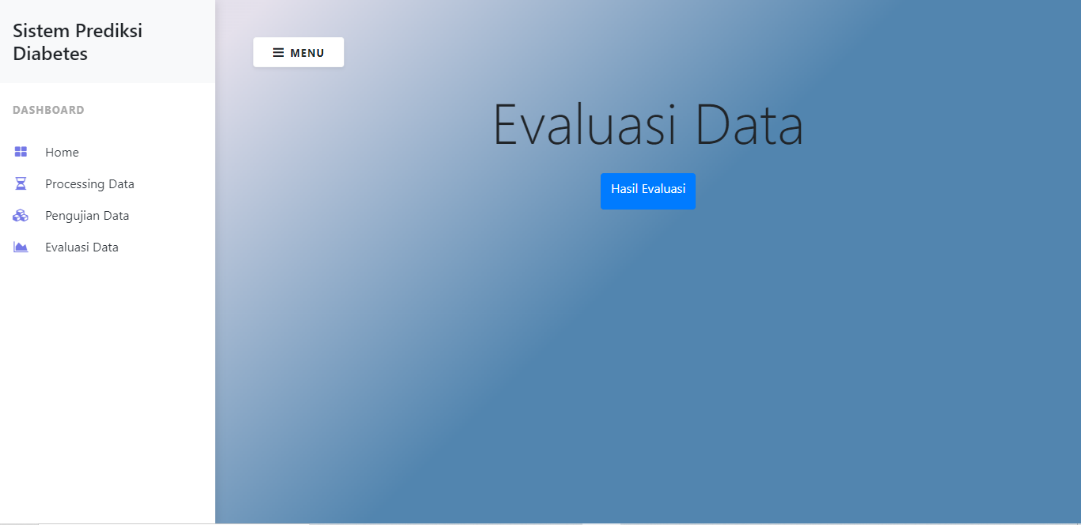 Sistem Prediksi
Diabetes
DASHBOARD
Home
Processing Data
Pengujian Data
Evaluasi Data
MENU
Evaluasi Data
Hasil Evaluasi